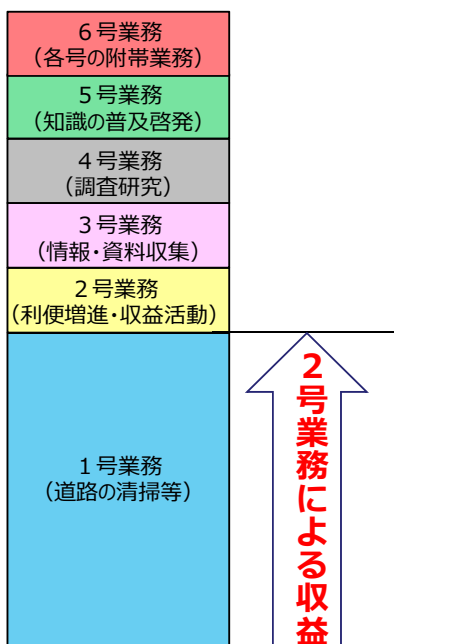 ６号業務
（各号の附帯業務）
５号業務
（知識の普及啓発）
４号業務
（調査研究）
３号業務
（情報・資料収集）
２号業務
（利便増進・収益活動）
１号業務
（道路の清掃等）
２号業務による収益